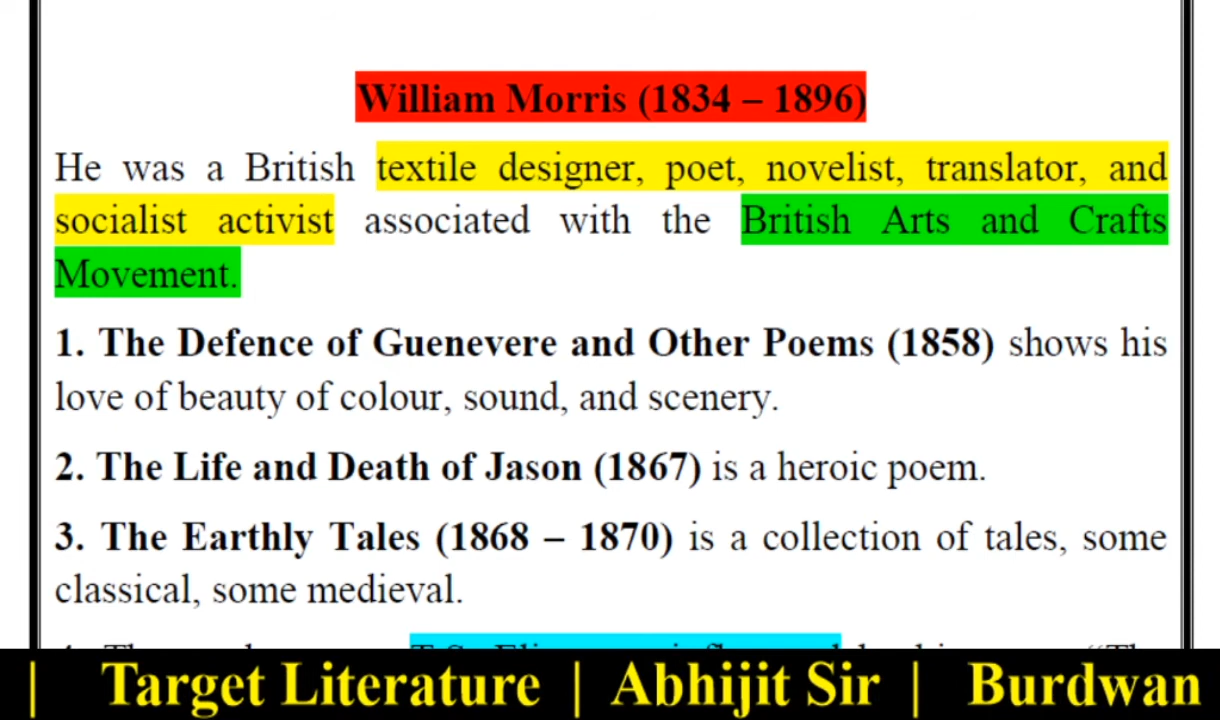 William Morris (1834 – 1896)
He was a British textile designer, poet, novelist, translator, and
socialist activist associated with the British Arts and Crafts
Movement.
1. The Defence of Guenevere and Other Poems (1858) shows his
love of beauty of colour, sound, and scenery.
2. The Life and Death of Jason (1867) is a heroic poem.
3. The Earthly Tales (1868 – 1870) is a collection of tales, some
classical, some medieval.
| Target Literature | Abhijit Sir | Burdwan